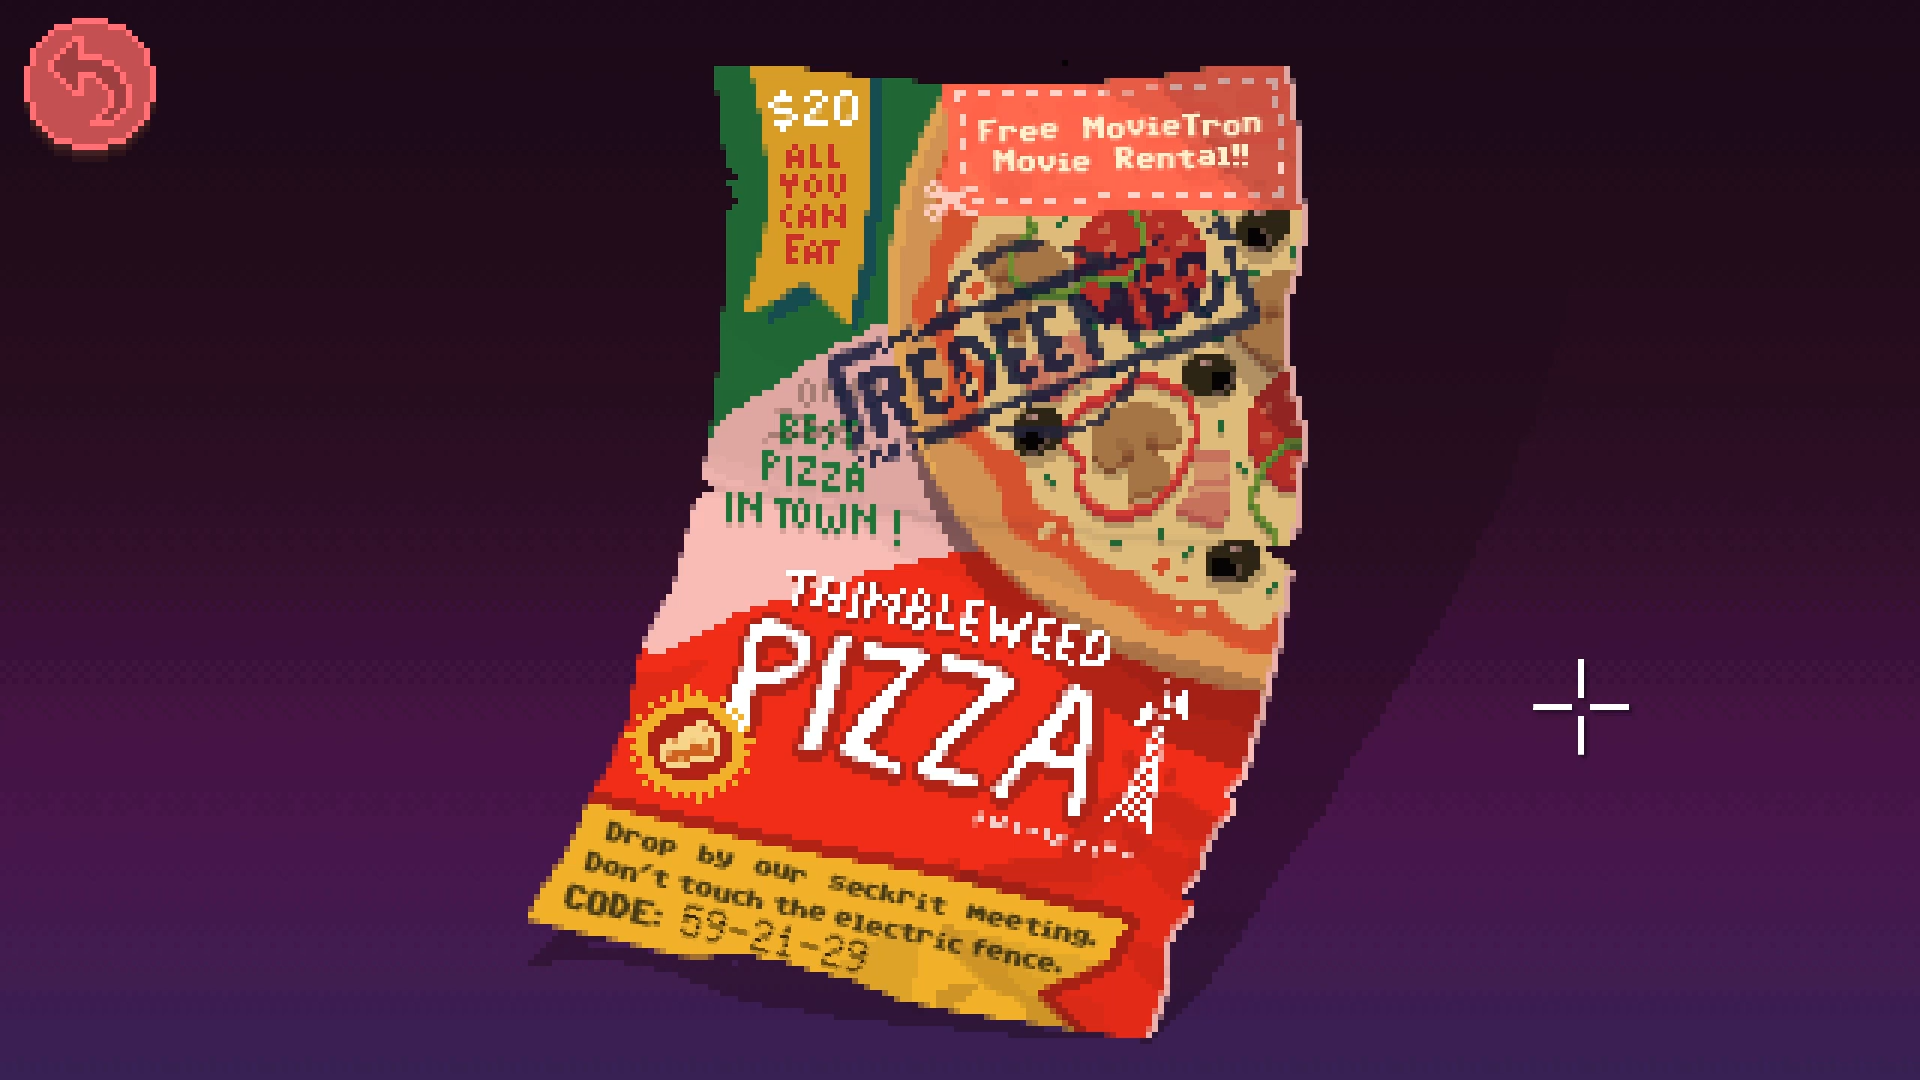 $20
ALL
YOU
CAN
EAT
Free MovieTron
Movie Rental!!
REDEEMED
BEST
PIZZA
IN TOWN!
THIMBLEWEED
PIZZA
Drop by our Seckrit Meeting.
Don't touch the electric fence.
CODE: 59-21-29